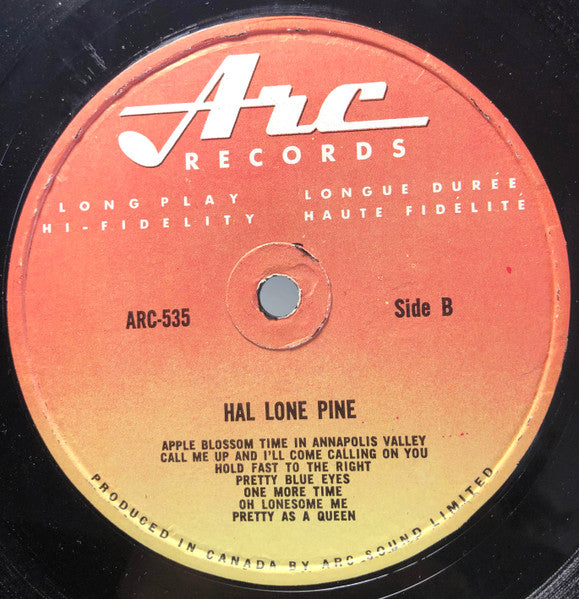 Arc
RECORDS
LONG PLAY
HI-FIDELITY
LONGUE DURÉE
HAUTE FIDÉLITÉ
ARC-535
Side B
HAL LONE PINE
APPLE BLOSSOM TIME IN ANNAPOLIS VALLEY
CALL ME UP AND I'LL COME CALLING ON YOU
HOLD FAST TO THE RIGHT
PRETTY BLUE EYES
ONE MORE TIME
OH LONESOME ME
PRETTY AS A QUEEN
PRODUCED IN CANADA BY ARC SOUND LIMITED